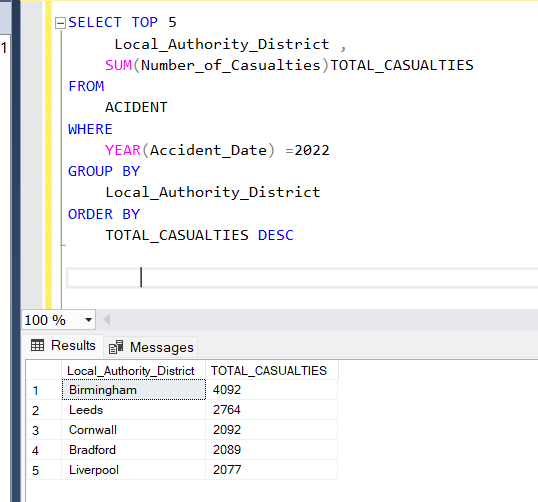 SELECT TOP 5
Local_Authority_District ,
SUM(Number_of_Casualties)TOTAL_CASUALTIES
FROM
ACIDENT
WHERE
YEAR(Accident_Date) =2022
GROUP BY
Local_Authority_District
ORDER BY
TOTAL_CASUALTIES DESC
1
100 %
Results Messages
Local_Authority_District TOTAL_CASUALTIES
1 Birmingham 4092
2 Leeds 2764
3 Cornwall 2092
4 Bradford 2089
5 Liverpool 2077